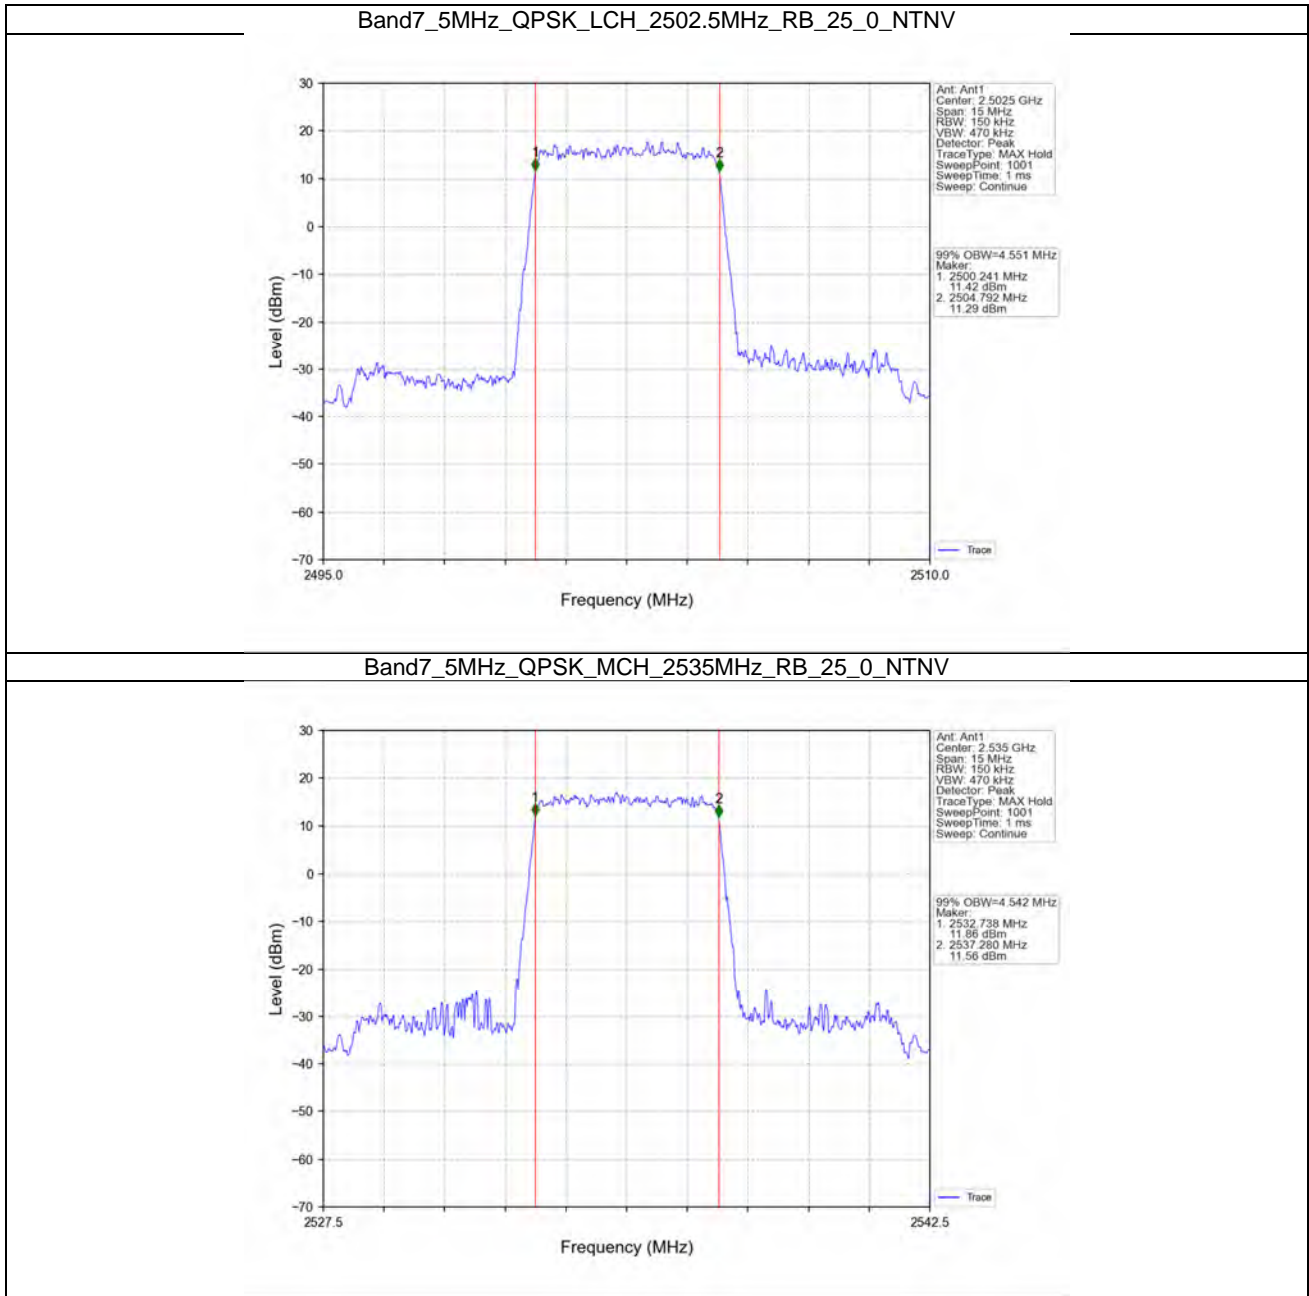 Band7_5MHz_QPSK_LCH_2502.5MHz_RB_25_0_NTNV
30
20
10
0
−10
−20
−30
−40
−50
−60
−70
Level (dBm)
1
2
2495.0
2510.0
Frequency (MHz)
Ant: Ant1
Center: 2.5025 GHz
Span: 15 MHz
RBW: 150 kHz
VBW: 470 kHz
Detector: Peak
TraceType: MAX Hold
SweepPoint: 1001
SweepTime: 1 ms
Sweep: Continue
99% OBW=4.551 MHz
Maker:
1. 2500.241 MHz
11.42 dBm
2. 2504.792 MHz
11.29 dBm
Trace
Band7_5MHz_QPSK_MCH_2535MHz_RB_25_0_NTNV
30
20
10
0
−10
−20
−30
−40
−50
−60
−70
Level (dBm)
1
2
2527.5
2542.5
Frequency (MHz)
Ant: Ant1
Center: 2.535 GHz
Span: 15 MHz
RBW: 150 kHz
VBW: 470 kHz
Detector: Peak
TraceType: MAX Hold
SweepPoint: 1001
SweepTime: 1 ms
Sweep: Continue
99% OBW=4.542 MHz
Maker:
1. 2532.738 MHz
11.86 dBm
2. 2537.280 MHz
11.56 dBm
Trace